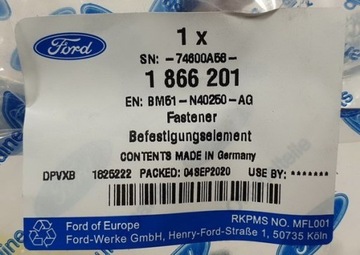 Ford
1 x
SN: -74600A56-
1 866 201
EN: BM51-N40250-AG
Fastener
Befestigungselement
CONTENTS MADE IN Germany
DPVXB 1625222 PACKED: 04SEP2020 USE BY: *******
Ford of Europe
RKPMS NO. MFL001
Ford-Werke GmbH, Henry-Ford-Straße 1, 50735 Köln